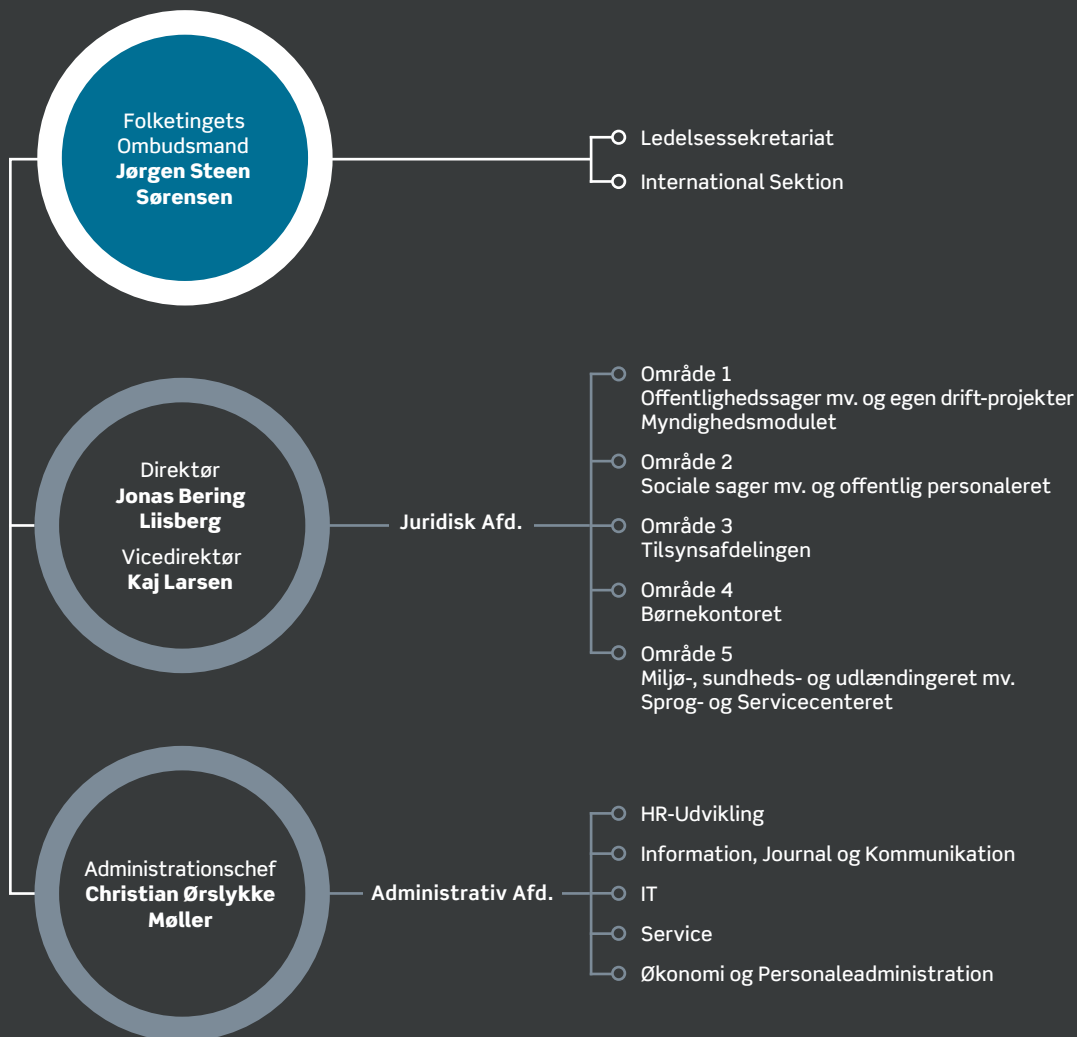 Folketingets
Ombudsmand
Jørgen Steen
Sørensen
Ledelsessekretariat
International Sektion
Direktør
Jonas Bering
Liisberg
Vicedirektør
Kaj Larsen
Juridisk Afd.
Område 1
Offentlighedssager mv. og egen drift-projekter
Myndighedsmodulet
Område 2
Sociale sager mv. og offentlig personaleret
Område 3
Tilsynsafdelingen
Område 4
Børnekontoret
Område 5
Miljø-, sundheds- og udlændingeret mv.
Sprog- og Servicecenteret
Administrationschef
Christian Ørslykke
Møller
Administrativ Afd.
HR-Udvikling
Information, Journal og Kommunikation
IT
Service
Økonomi og Personaleadministration